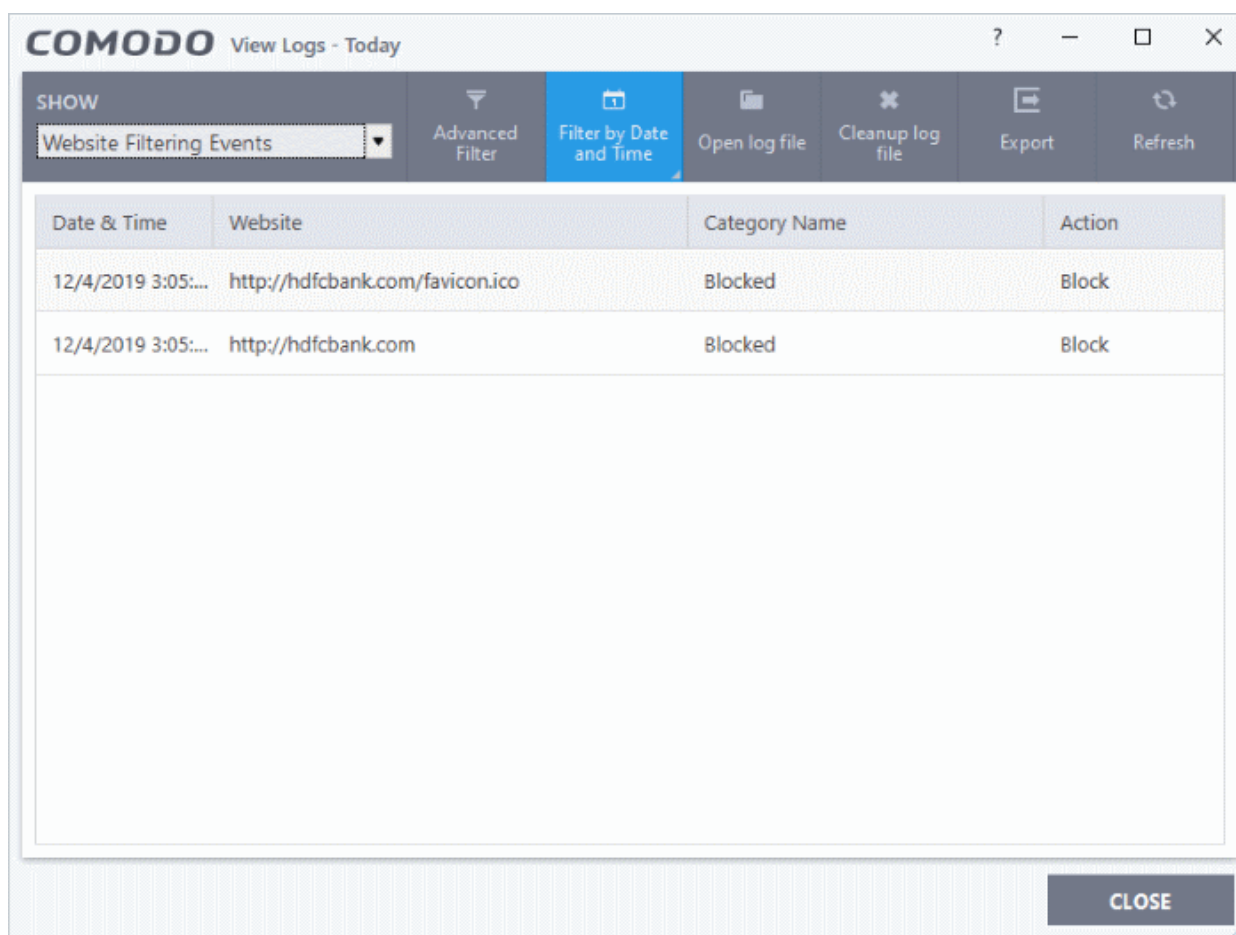 COMODO View Logs - Today ?
SHOW
Website Filtering Events
Advanced
Filter
1
Filter by Date
and Time
Open log file
Cleanup log
file
Export
Refresh
Date & Time Website Category Name Action
12/4/2019 3:05:... http://hdfcbank.com/favicon.ico Blocked Block
12/4/2019 3:05:... http://hdfcbank.com Blocked Block
CLOSE